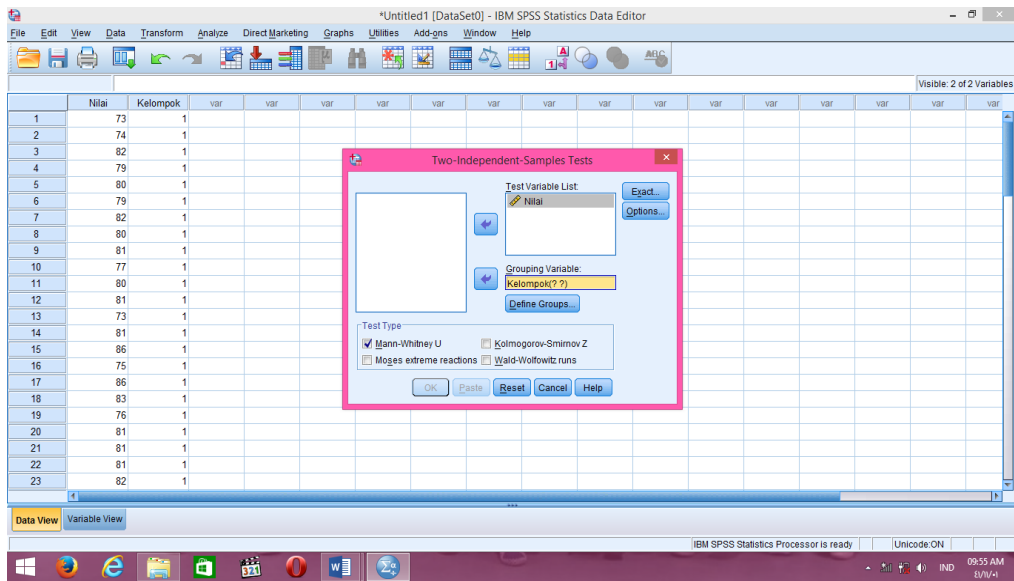 *Untitled1 [DataSet0] - IBM SPSS Statistics Data Editor
File Edit View Data Transform Analyze Direct Marketing Graphs Utilities Add-ons Window Help
Visible: 2 of 2 Variables
Nilai Kelompok var var var var var var var var var var var var var var var
1 73 1
2 74 1
3 82 1
4 79 1
5 80 1
6 79 1
7 82 1
8 80 1
9 81 1
10 77 1
11 80 1
12 81 1
13 73 1
14 81 1
15 86 1
16 75 1
17 86 1
18 83 1
19 76 1
20 81 1
21 81 1
22 81 1
23 82 1
Two-Independent-Samples Tests
Test Variable List:
Nilai
Exact...
Options...
Grouping Variable:
Kelompok(? ?)
Define Groups...
Test Type
Mann-Whitney U Kolmogorov-Smirnov Z
Moses extreme reactions Wald-Wolfowitz runs
OK Paste Reset Cancel Help
Data View Variable View
IBM SPSS Statistics Processor is ready Unicode:ON
IND 09:55 AM